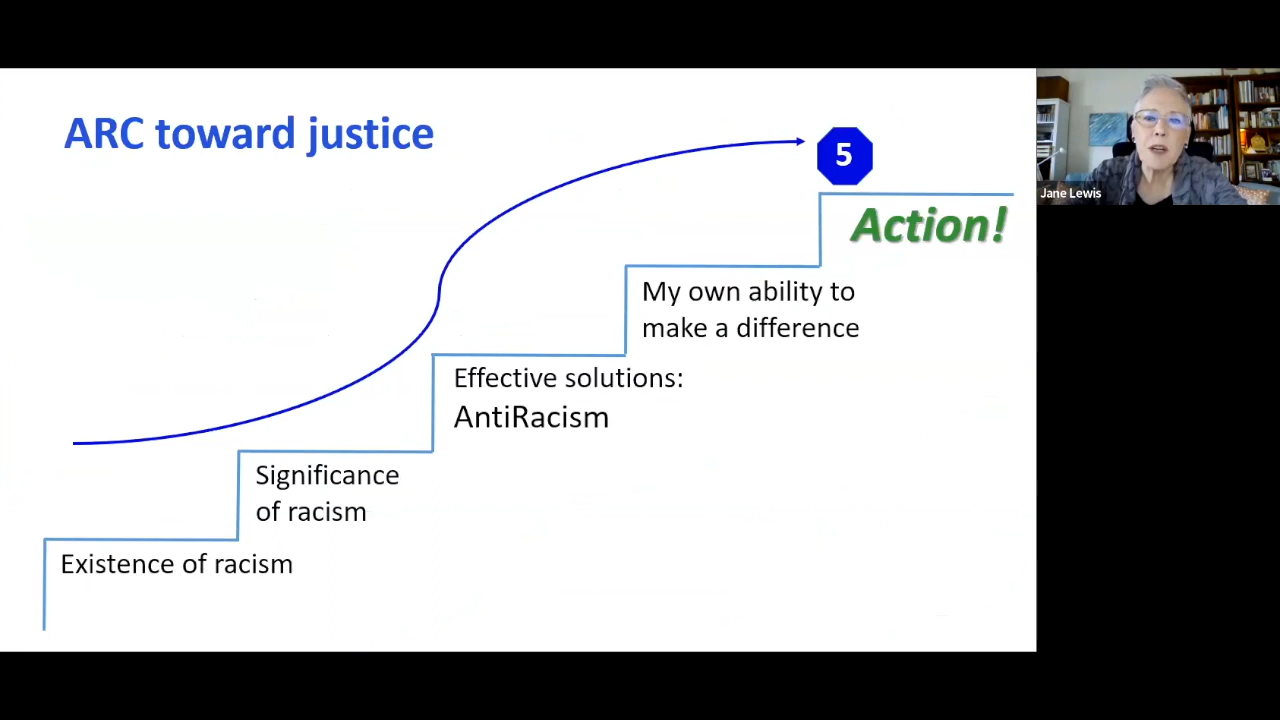 ARC toward justice
5
Action!
My own ability to
make a difference
Effective solutions:
AntiRacism
Significance
of racism
Existence of racism
Jane Lewis